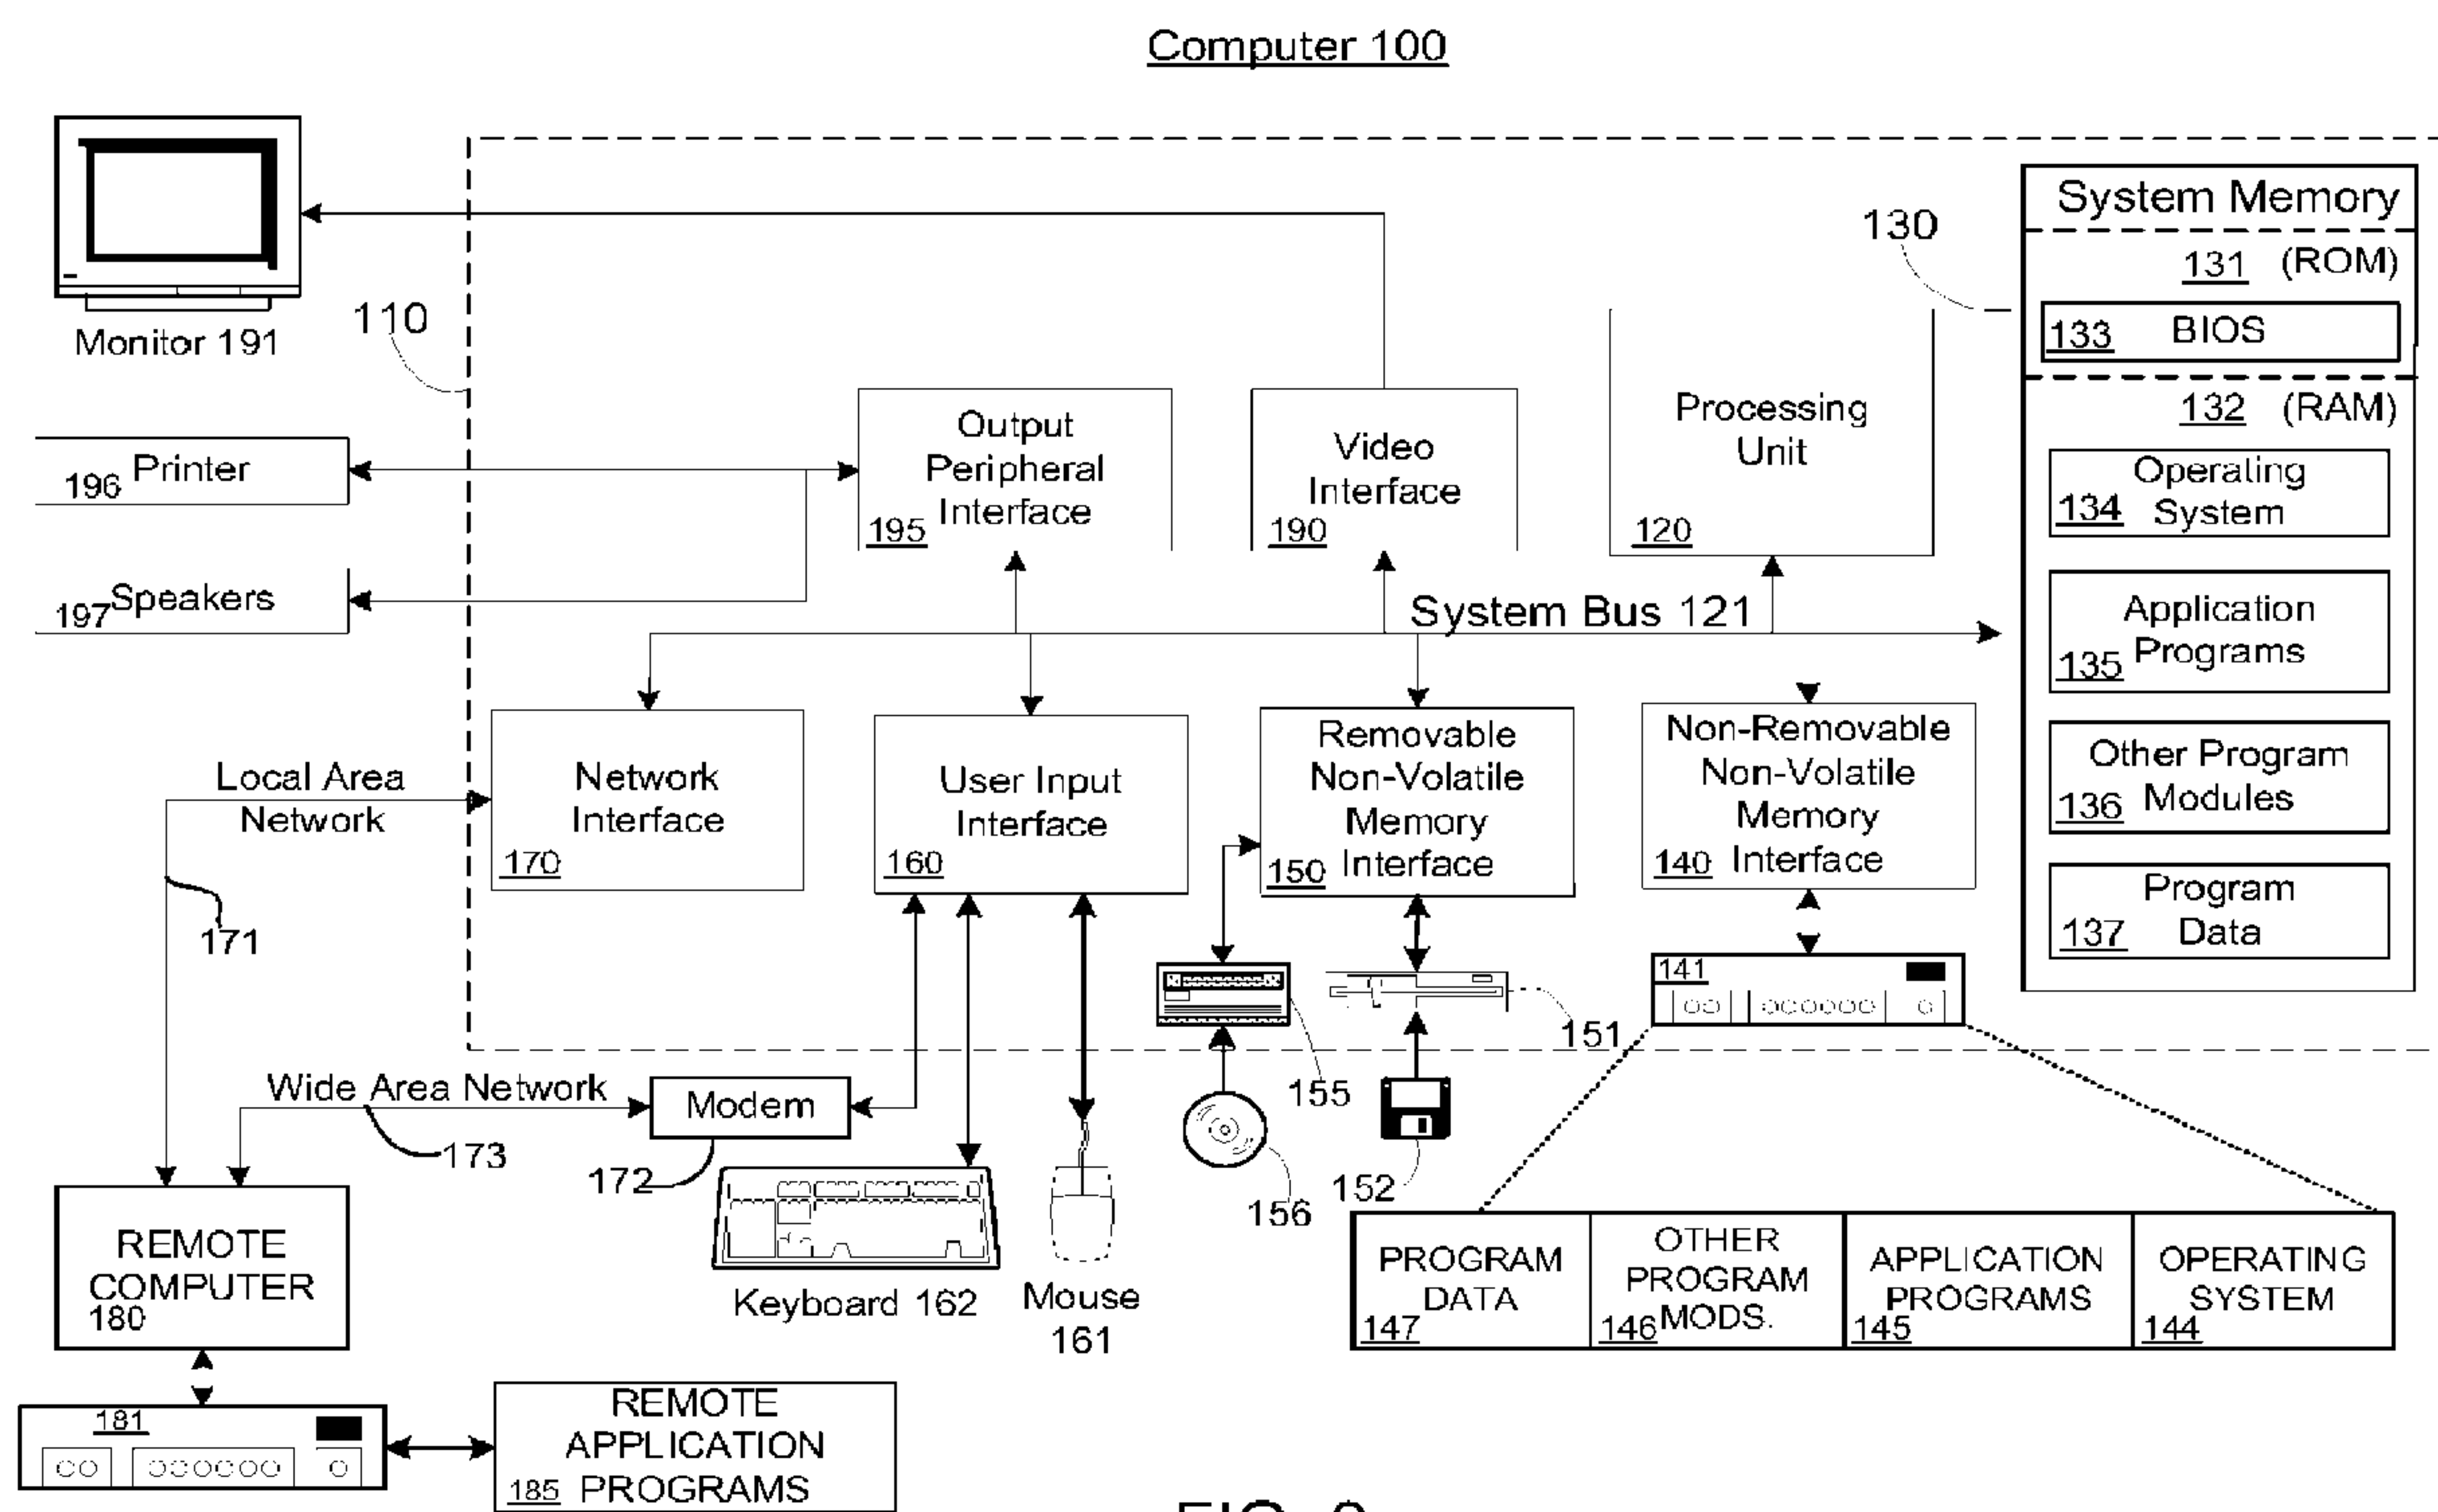 Computer 100
Monitor 191
110
130
System Memory
131 (ROM)
133 BIOS
132 (RAM)
Operating
134 System
Application
135 Programs
Other Program
136 Modules
Program
137 Data
196 Printer
197 Speakers
Output
Peripheral
Interface
195
Video
Interface
190
Processing
Unit
120
System Bus 121
Local Area
Network
171
Network
Interface
170
User Input
Interface
160
Removable
Non-Volatile
Memory
150 Interface
Non-Removable
Non-Volatile
Memory
140 Interface
141
151
155
156
152
Wide Area Network
173
Modem
172
Keyboard 162
Mouse
161
REMOTE
COMPUTER
180
PROGRAM
DATA
147
OTHER
PROGRAM
146 MODS.
APPLICATION
PROGRAMS
145
OPERATING
SYSTEM
144
181
REMOTE
APPLICATION
185 PROGRAMS